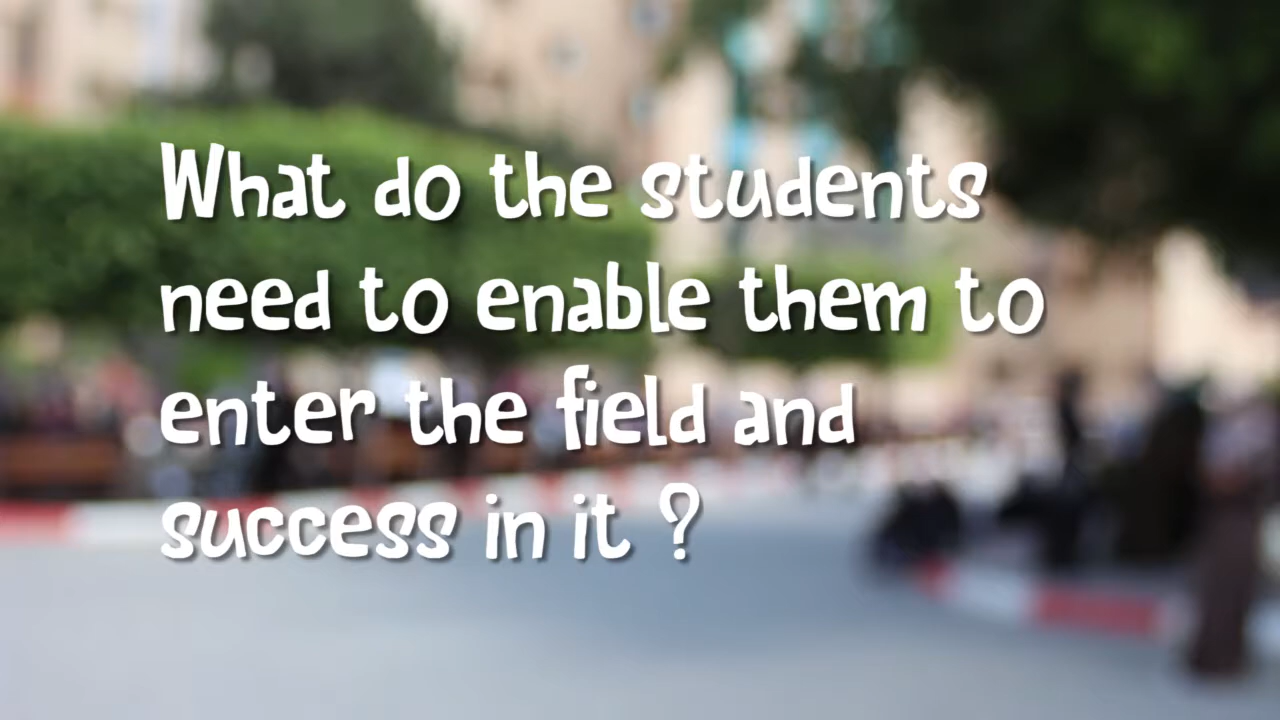 What do the students
need to enable them to
enter the field and
success in it ?